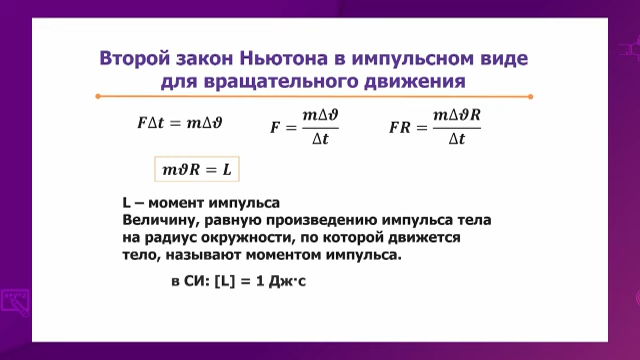 Второй закон Ньютона в импульсном виде
для вращательного движения
FΔt = mΔϑ
F = mΔϑ/Δt
FR = mΔϑR/Δt
mϑR = L
L – момент импульса
Величину, равную произведению импульса тела
на радиус окружности, по которой движется
тело, называют моментом импульса.
в СИ: [L] = 1 Дж·с